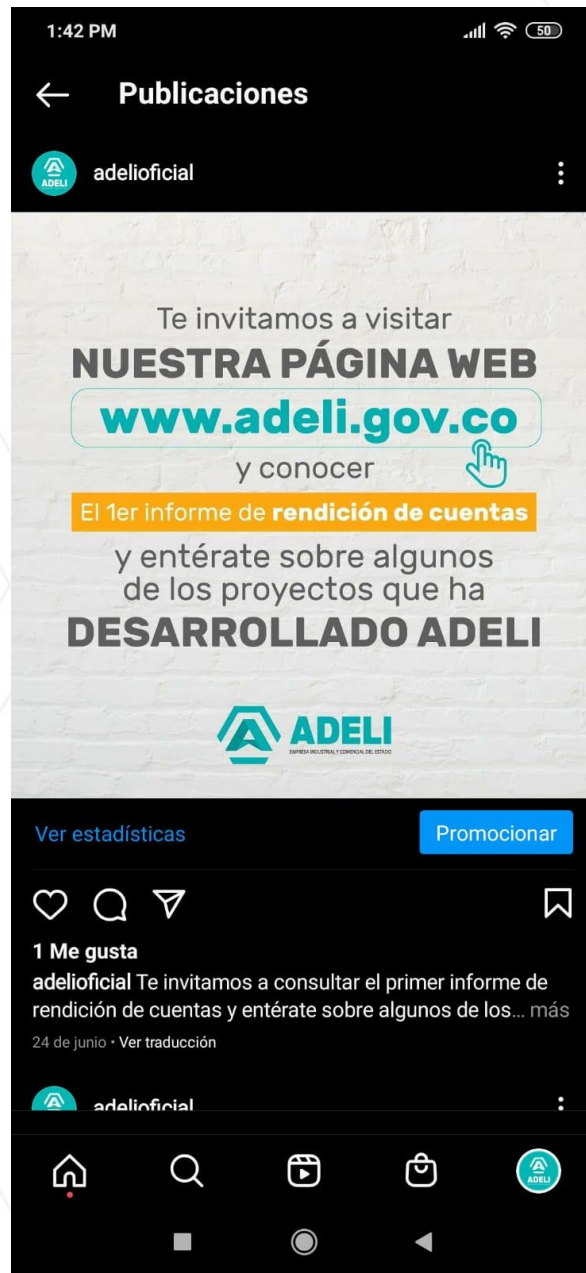 1:42 PM
50
Publicaciones
ADELI
adelioficial
Te invitamos a visitar
NUESTRA PÁGINA WEB
www.adeli.gov.co
y conocer
El 1er informe de rendición de cuentas
y entérate sobre algunos
de los proyectos que ha
DESARROLLADO ADELI
ADELI
EMPRESA INDUSTRIAL Y COMERCIAL DEL ESTADO
Ver estadísticas
Promocionar
1 Me gusta
adelioficial Te invitamos a consultar el primer informe de
rendición de cuentas y entérate sobre algunos de los... más
24 de junio • Ver traducción
adelioficial
ADELI